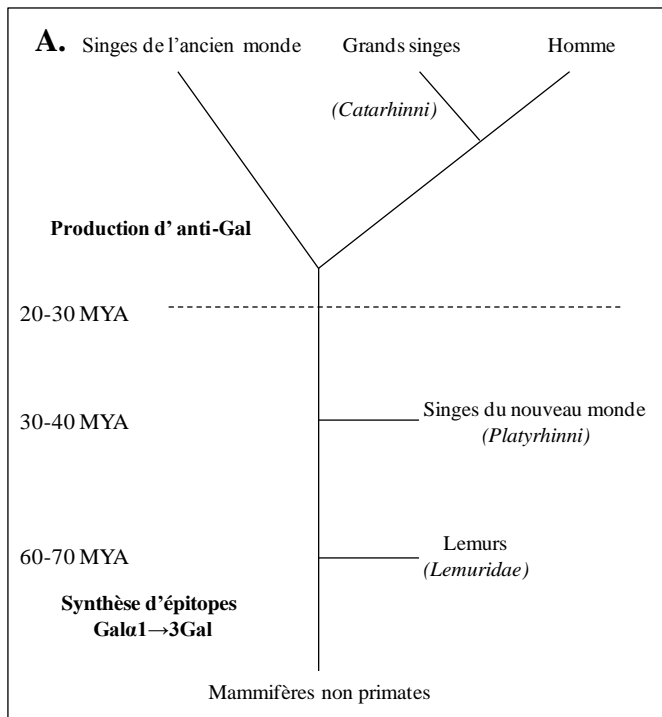 A. Singes de l'ancien monde Grands singes Homme
(Catarhinni)
Production d' anti-Gal
20-30 MYA
30-40 MYA
Singes du nouveau monde
(Platyrhinni)
60-70 MYA
Lemurs
(Lemuridae)
Synthèse d'épitopes
Galα1→3Gal
Mammifères non primates